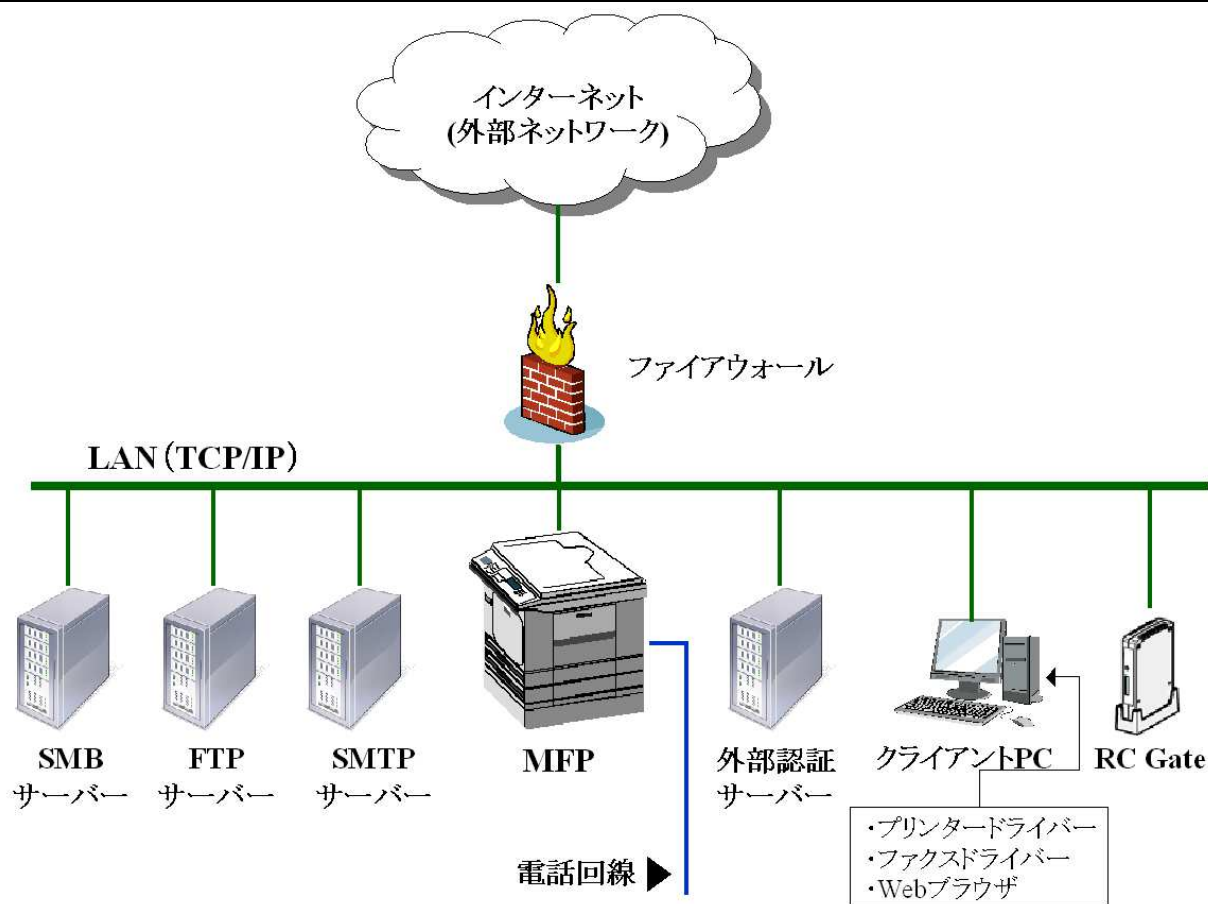 インターネット
(外部ネットワーク)
ファイアウォール
LAN(TCP/IP)
SMB
サーバー
FTP
サーバー
SMTP
サーバー
MFP
外部認証
サーバー
クライアントPC
RC Gate
・プリンタードライバー
・ファクスドライバー
・Webブラウザ
電話回線